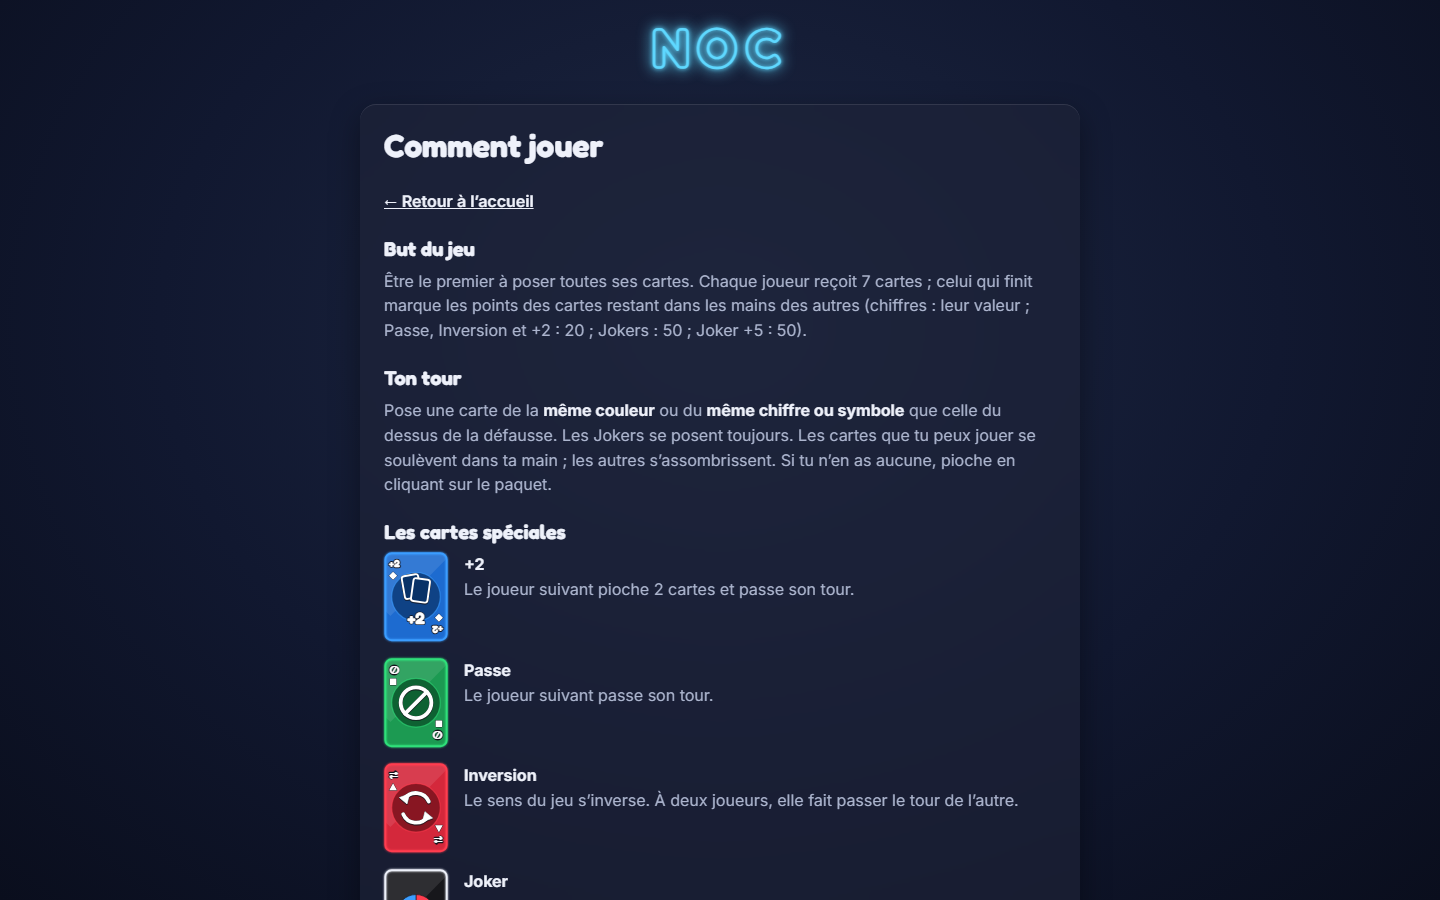 NOC
Comment jouer
← Retour à l’accueil
But du jeu
Être le premier à poser toutes ses cartes. Chaque joueur reçoit 7 cartes ; celui qui finit
marque les points des cartes restant dans les mains des autres (chiffres : leur valeur ;
Passe, Inversion et +2 : 20 ; Jokers : 50 ; Joker +5 : 50).
Ton tour
Pose une carte de la même couleur ou du même chiffre ou symbole que celle du
dessus de la défausse. Les Jokers se posent toujours. Les cartes que tu peux jouer se
soulèvent dans ta main ; les autres s’assombrissent. Si tu n’en as aucune, pioche en
cliquant sur le paquet.
Les cartes spéciales
+2
+2
+2
+2
Le joueur suivant pioche 2 cartes et passe son tour.
Passe
Le joueur suivant passe son tour.
Inversion
Le sens du jeu s’inverse. À deux joueurs, elle fait passer le tour de l’autre.
Joker